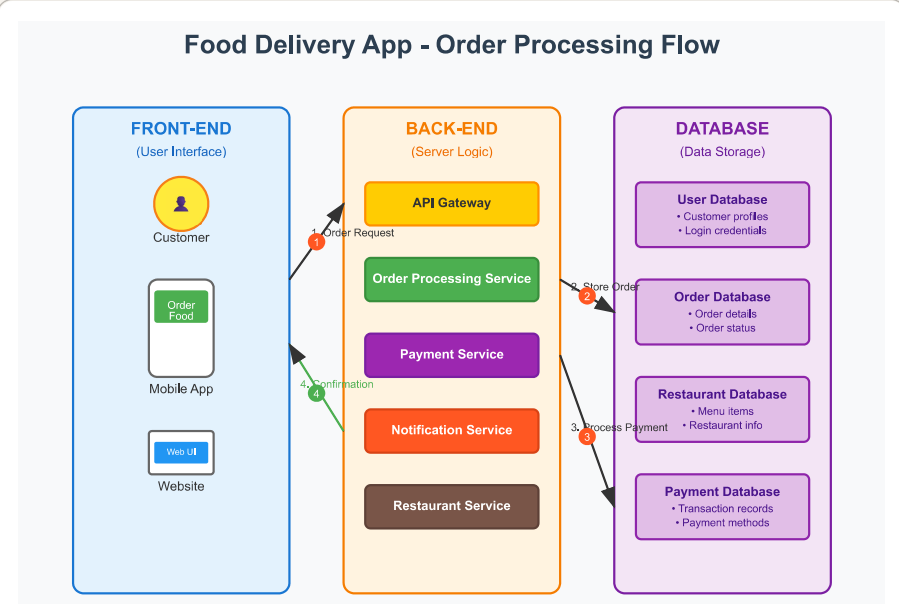 Food Delivery App - Order Processing Flow
FRONT-END
(User Interface)
Customer
Order
Food
Mobile App
Web UI
Website
1. Order Request
1
4. Confirmation
4
BACK-END
(Server Logic)
API Gateway
Order Processing Service
Payment Service
Notification Service
Restaurant Service
2. Store Order
2
3. Process Payment
3
DATABASE
(Data Storage)
User Database
• Customer profiles
• Login credentials
Order Database
• Order details
• Order status
Restaurant Database
• Menu items
• Restaurant info
Payment Database
• Transaction records
• Payment methods